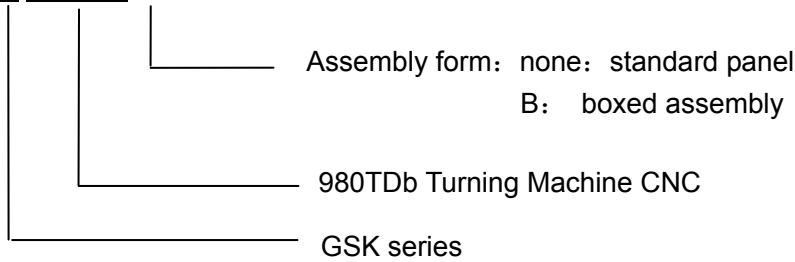 Assembly form：none：standard panel
B： boxed assembly
980TDb Turning Machine CNC
GSK series